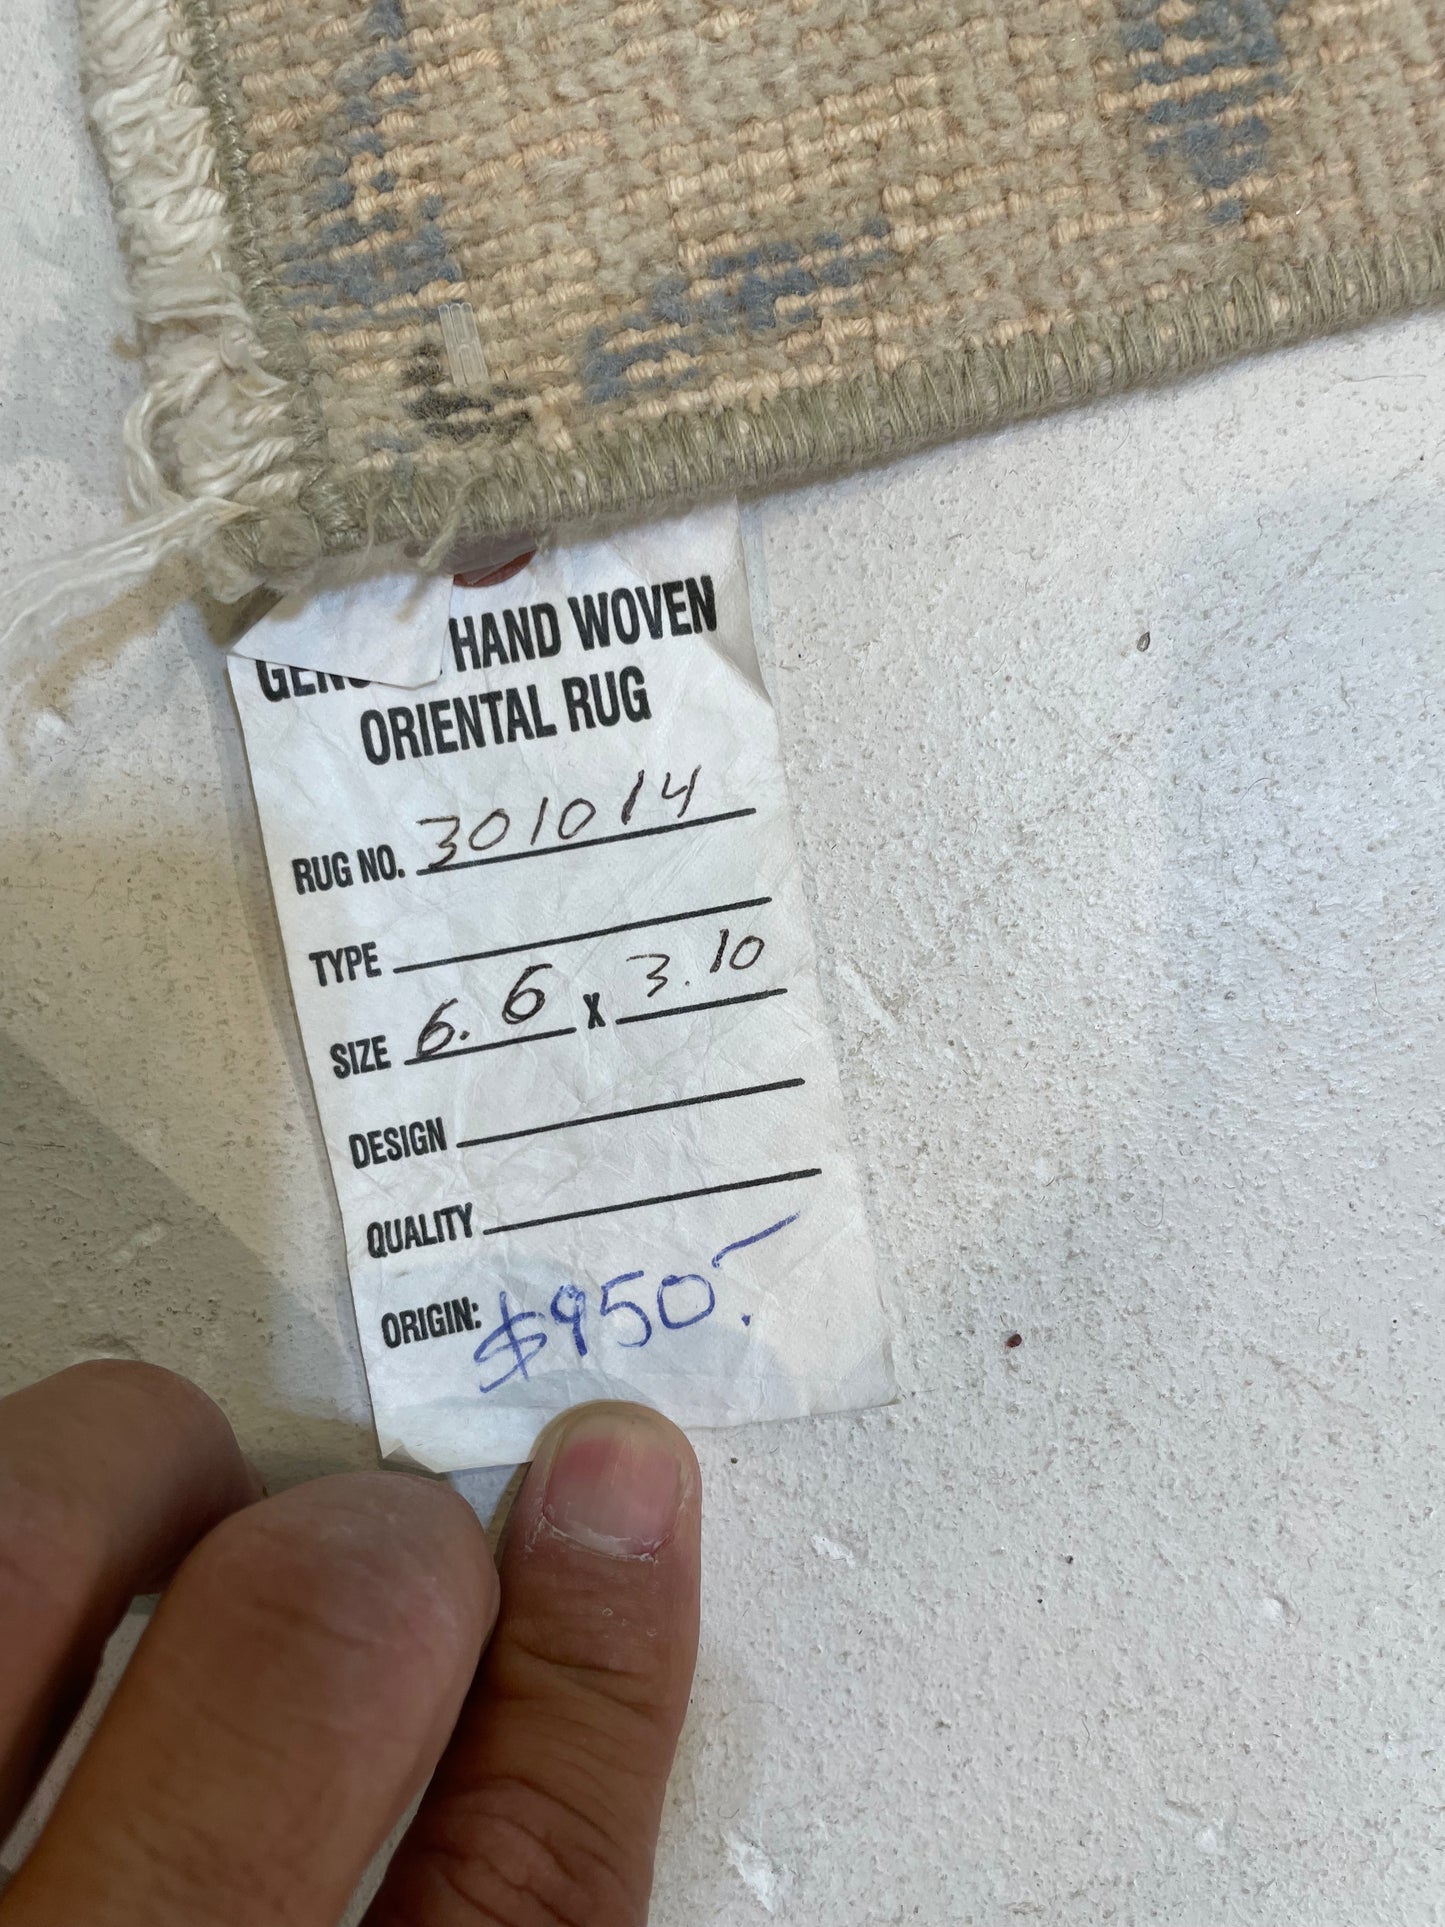 HAND WOVEN
ORIENTAL RUG
RUG NO. 301014
TYPE
SIZE 6.6 X 3.10
DESIGN
QUALITY
ORIGIN: $950.-